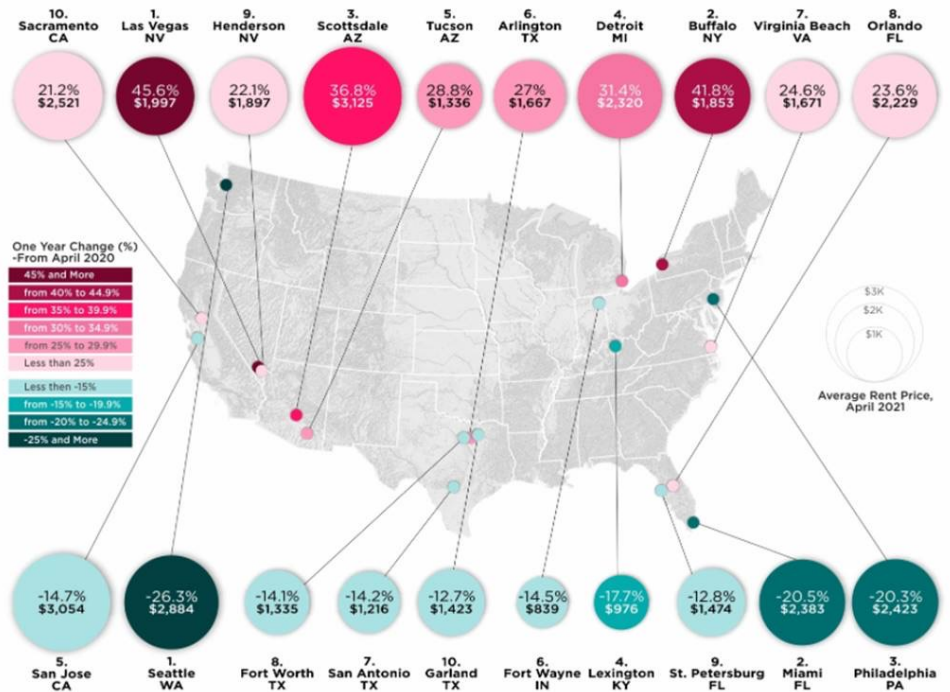 10.
Sacramento
CA
1.
Las Vegas
NV
9.
Henderson
NV
3.
Scottsdale
AZ
5.
Tucson
AZ
6.
Arlington
TX
4.
Detroit
MI
2.
Buffalo
NY
7.
Virginia Beach
VA
8.
Orlando
FL
21.2%
$2,521
45.6%
$1,997
22.1%
$1,897
36.8%
$3,125
28.8%
$1,336
27%
$1,667
31.4%
$2,320
41.8%
$1,853
24.6%
$1,671
23.6%
$2,229
One Year Change (%)
-From April 2020
45% and More
from 40% to 44.9%
from 35% to 39.9%
from 30% to 34.9%
from 25% to 29.9%
Less than 25%
Less then -15%
from -15% to -19.9%
from -20% to -24.9%
-25% and More
$3K
$2K
$1K
Average Rent Price,
April 2021
-14.7%
$3,054
-26.3%
$2,884
-14.1%
$1,335
-14.2%
$1,216
-12.7%
$1,423
-14.5%
$839
-17.7%
$976
-12.8%
$1,474
-20.5%
$2,383
-20.3%
$2,423
5.
San Jose
CA
1.
Seattle
WA
8.
Fort Worth
TX
7.
San Antonio
TX
10.
Garland
TX
6.
Fort Wayne
IN
4.
Lexington
KY
9.
St. Petersburg
FL
2.
Miami
FL
3.
Philadelphia
PA